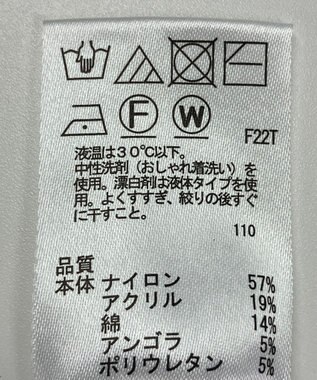 F W
F22T
液温は30℃以下。
中性洗剤(おしゃれ着洗い)を
使用。漂白剤は液体タイプを使
用。よくすすぎ、絞りの後すぐ
に干すこと。
110
品質
本体 ナイロン 57%
アクリル 19%
綿 14%
アンゴラ 5%
ポリウレタン 5%